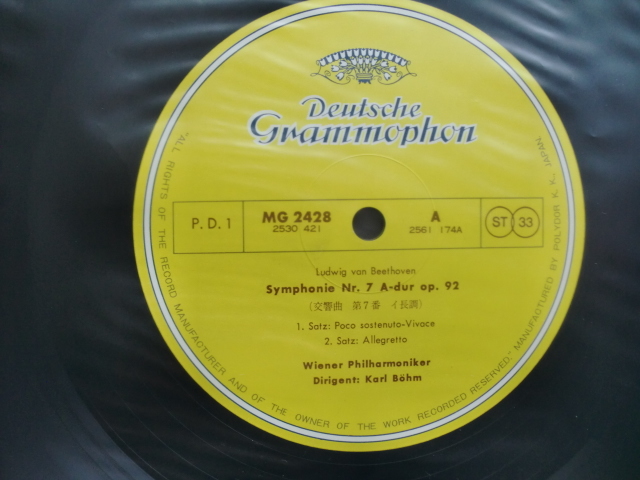 Deutsche
Grammophon
P. D. 1
MG 2428
2530 421
A
2561 174A
ST 33
Ludwig van Beethoven
Symphonie Nr. 7 A-dur op. 92
(交響曲 第7番 イ長調)
1. Satz: Poco sostenuto-Vivace
2. Satz: Allegretto
Wiener Philharmoniker
Dirigent: Karl Böhm
"ALL RIGHTS OF THE RECORD MANUFACTURER AND OF THE OWNER OF THE WORK RECORDED RESERVED." MANUFACTURED BY POLYDOR K. K., JAPAN